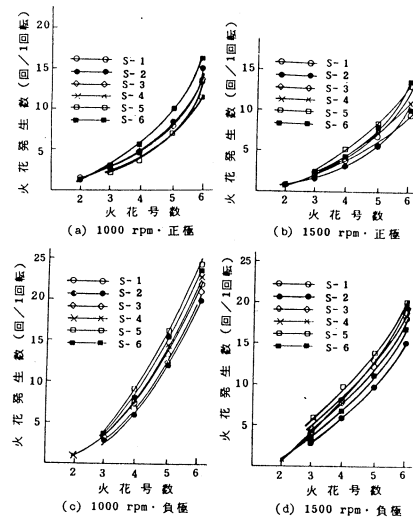 火花発生数 (回/1回転)
20
15
10
5
S-1
S-2
S-3
S-4
S-5
S-6
2 3 4 5 6
火花号数
(a) 1000 rpm・正極
火花発生数 (回/1回転)
20
15
10
5
S-1
S-2
S-3
S-4
S-5
S-6
2 3 4 5 6
火花号数
(b) 1500 rpm・正極
火花発生数 (回/1回転)
25
20
15
10
5
S-1
S-2
S-3
S-4
S-5
S-6
2 3 4 5 6
火花号数
(c) 1000 rpm・負極
火花発生数 (回/1回転)
25
20
15
10
5
S-1
S-2
S-3
S-4
S-5
S-6
2 3 4 5 6
火花号数
(d) 1500 rpm・負極